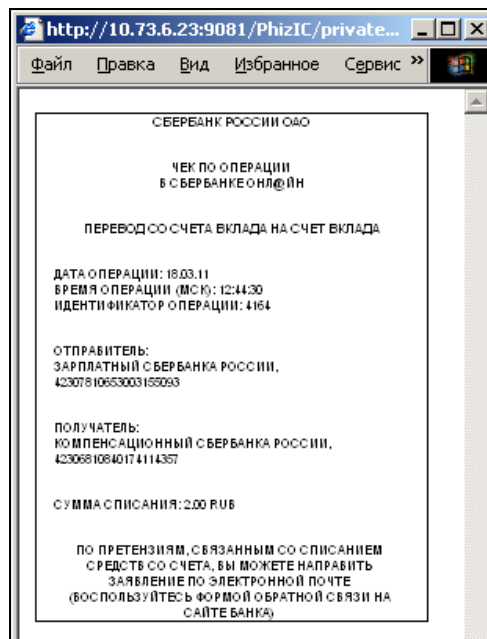 http://10.73.6.23:9081/PhizIC/private...
Файл Правка Вид Избранное Сервис »
СБЕРБАНК РОССИИ ОАО
ЧЕК ПО ОПЕРАЦИИ
В СБЕРБАНКЕ ОНЛ@ЙН
ПЕРЕВОД СО СЧЕТА ВКЛАДА НА СЧЕТ ВКЛАДА
ДАТА ОПЕРАЦИИ: 18.03.11
ВРЕМЯ ОПЕРАЦИИ (МСК): 12:44:30
ИДЕНТИФИКАТОР ОПЕРАЦИИ: 4164
ОТПРАВИТЕЛЬ:
ЗАРПЛАТНЫЙ СБЕРБАНКА РОССИИ,
42307810653003155093
ПОЛУЧАТЕЛЬ:
КОМПЕНСАЦИОННЫЙ СБЕРБАНКА РОССИИ,
42306810840174114357
СУММА СПИСАНИЯ: 2.00 RUB
ПО ПРЕТЕНЗИЯМ, СВЯЗАННЫМ СО СПИСАНИЕМ
СРЕДСТВ СО СЧЕТА, ВЫ МОЖЕТЕ НАПРАВИТЬ
ЗАЯВЛЕНИЕ ПО ЭЛЕКТРОННОЙ ПОЧТЕ
(ВОСПОЛЬЗУЙТЕСЬ ФОРМОЙ ОБРАТНОЙ СВЯЗИ НА
САЙТЕ БАНКА)